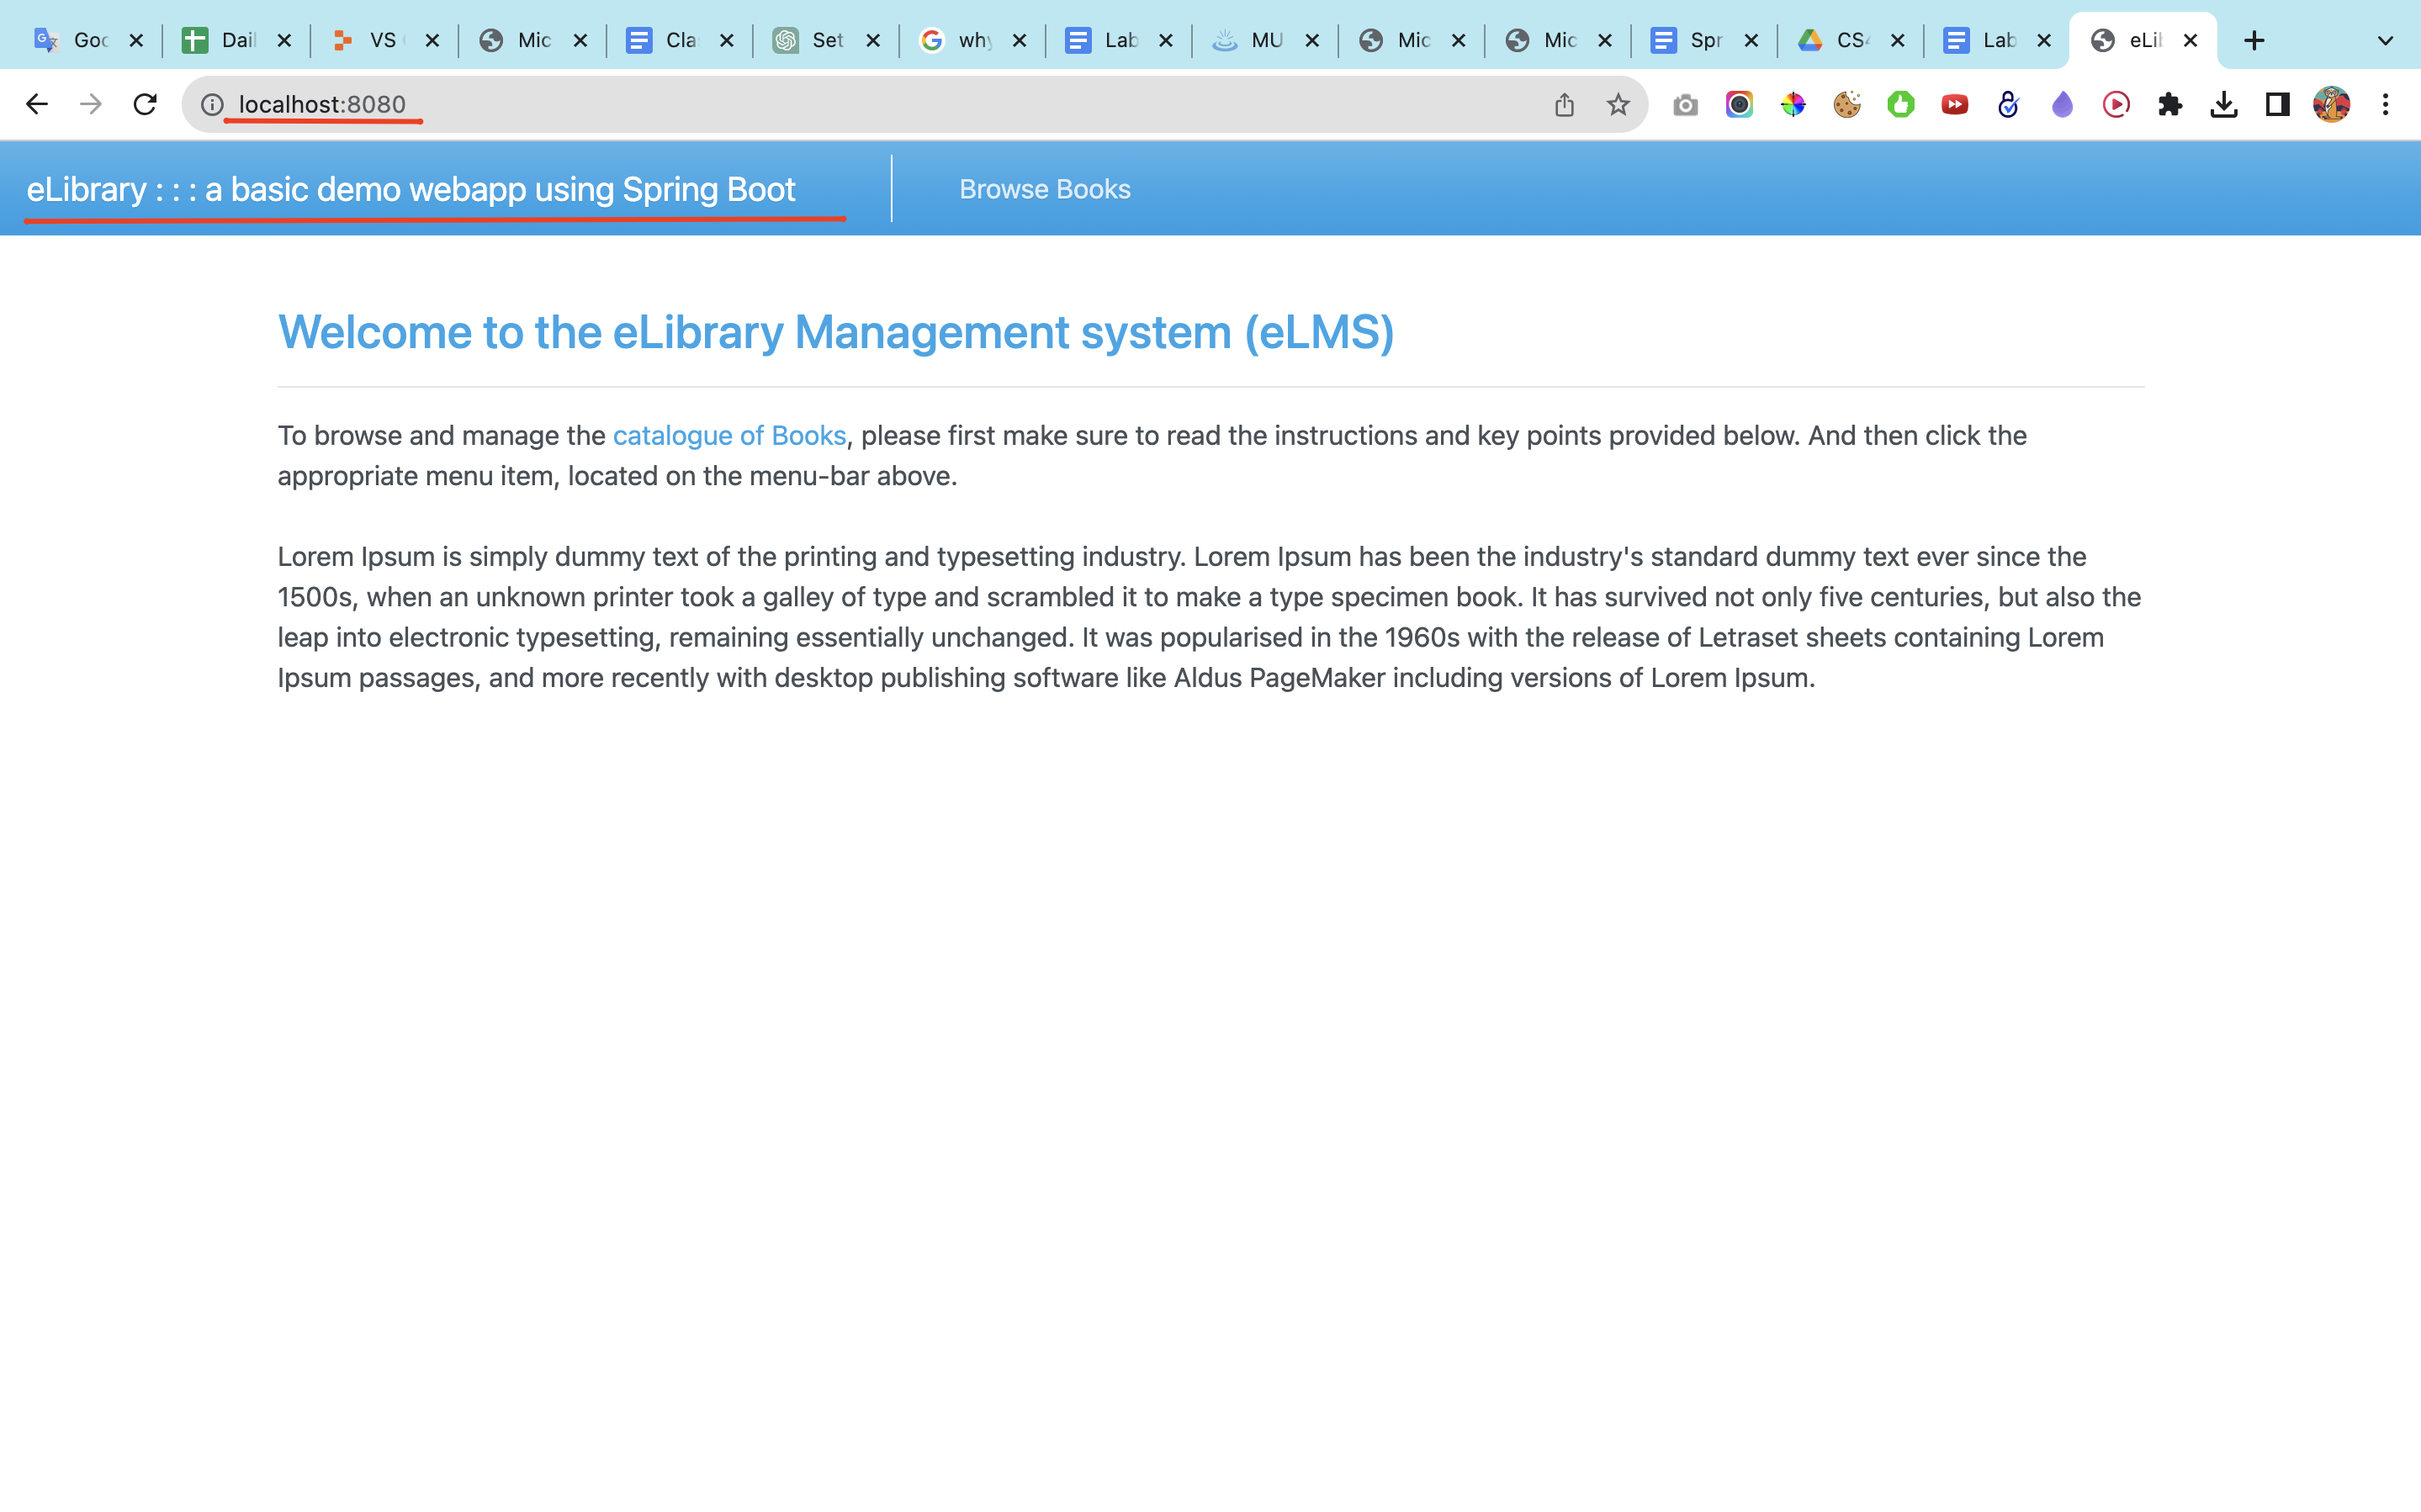 Goo Dail VS Mic Cla Set why Lab MU Mic Mic Spr CS4 Lab eLib
localhost:8080
eLibrary : : : a basic demo webapp using Spring Boot Browse Books
Welcome to the eLibrary Management system (eLMS)
To browse and manage the catalogue of Books, please first make sure to read the instructions and key points provided below. And then click the
appropriate menu item, located on the menu-bar above.
Lorem Ipsum is simply dummy text of the printing and typesetting industry. Lorem Ipsum has been the industry's standard dummy text ever since the
1500s, when an unknown printer took a galley of type and scrambled it to make a type specimen book. It has survived not only five centuries, but also the
leap into electronic typesetting, remaining essentially unchanged. It was popularised in the 1960s with the release of Letraset sheets containing Lorem
Ipsum passages, and more recently with desktop publishing software like Aldus PageMaker including versions of Lorem Ipsum.